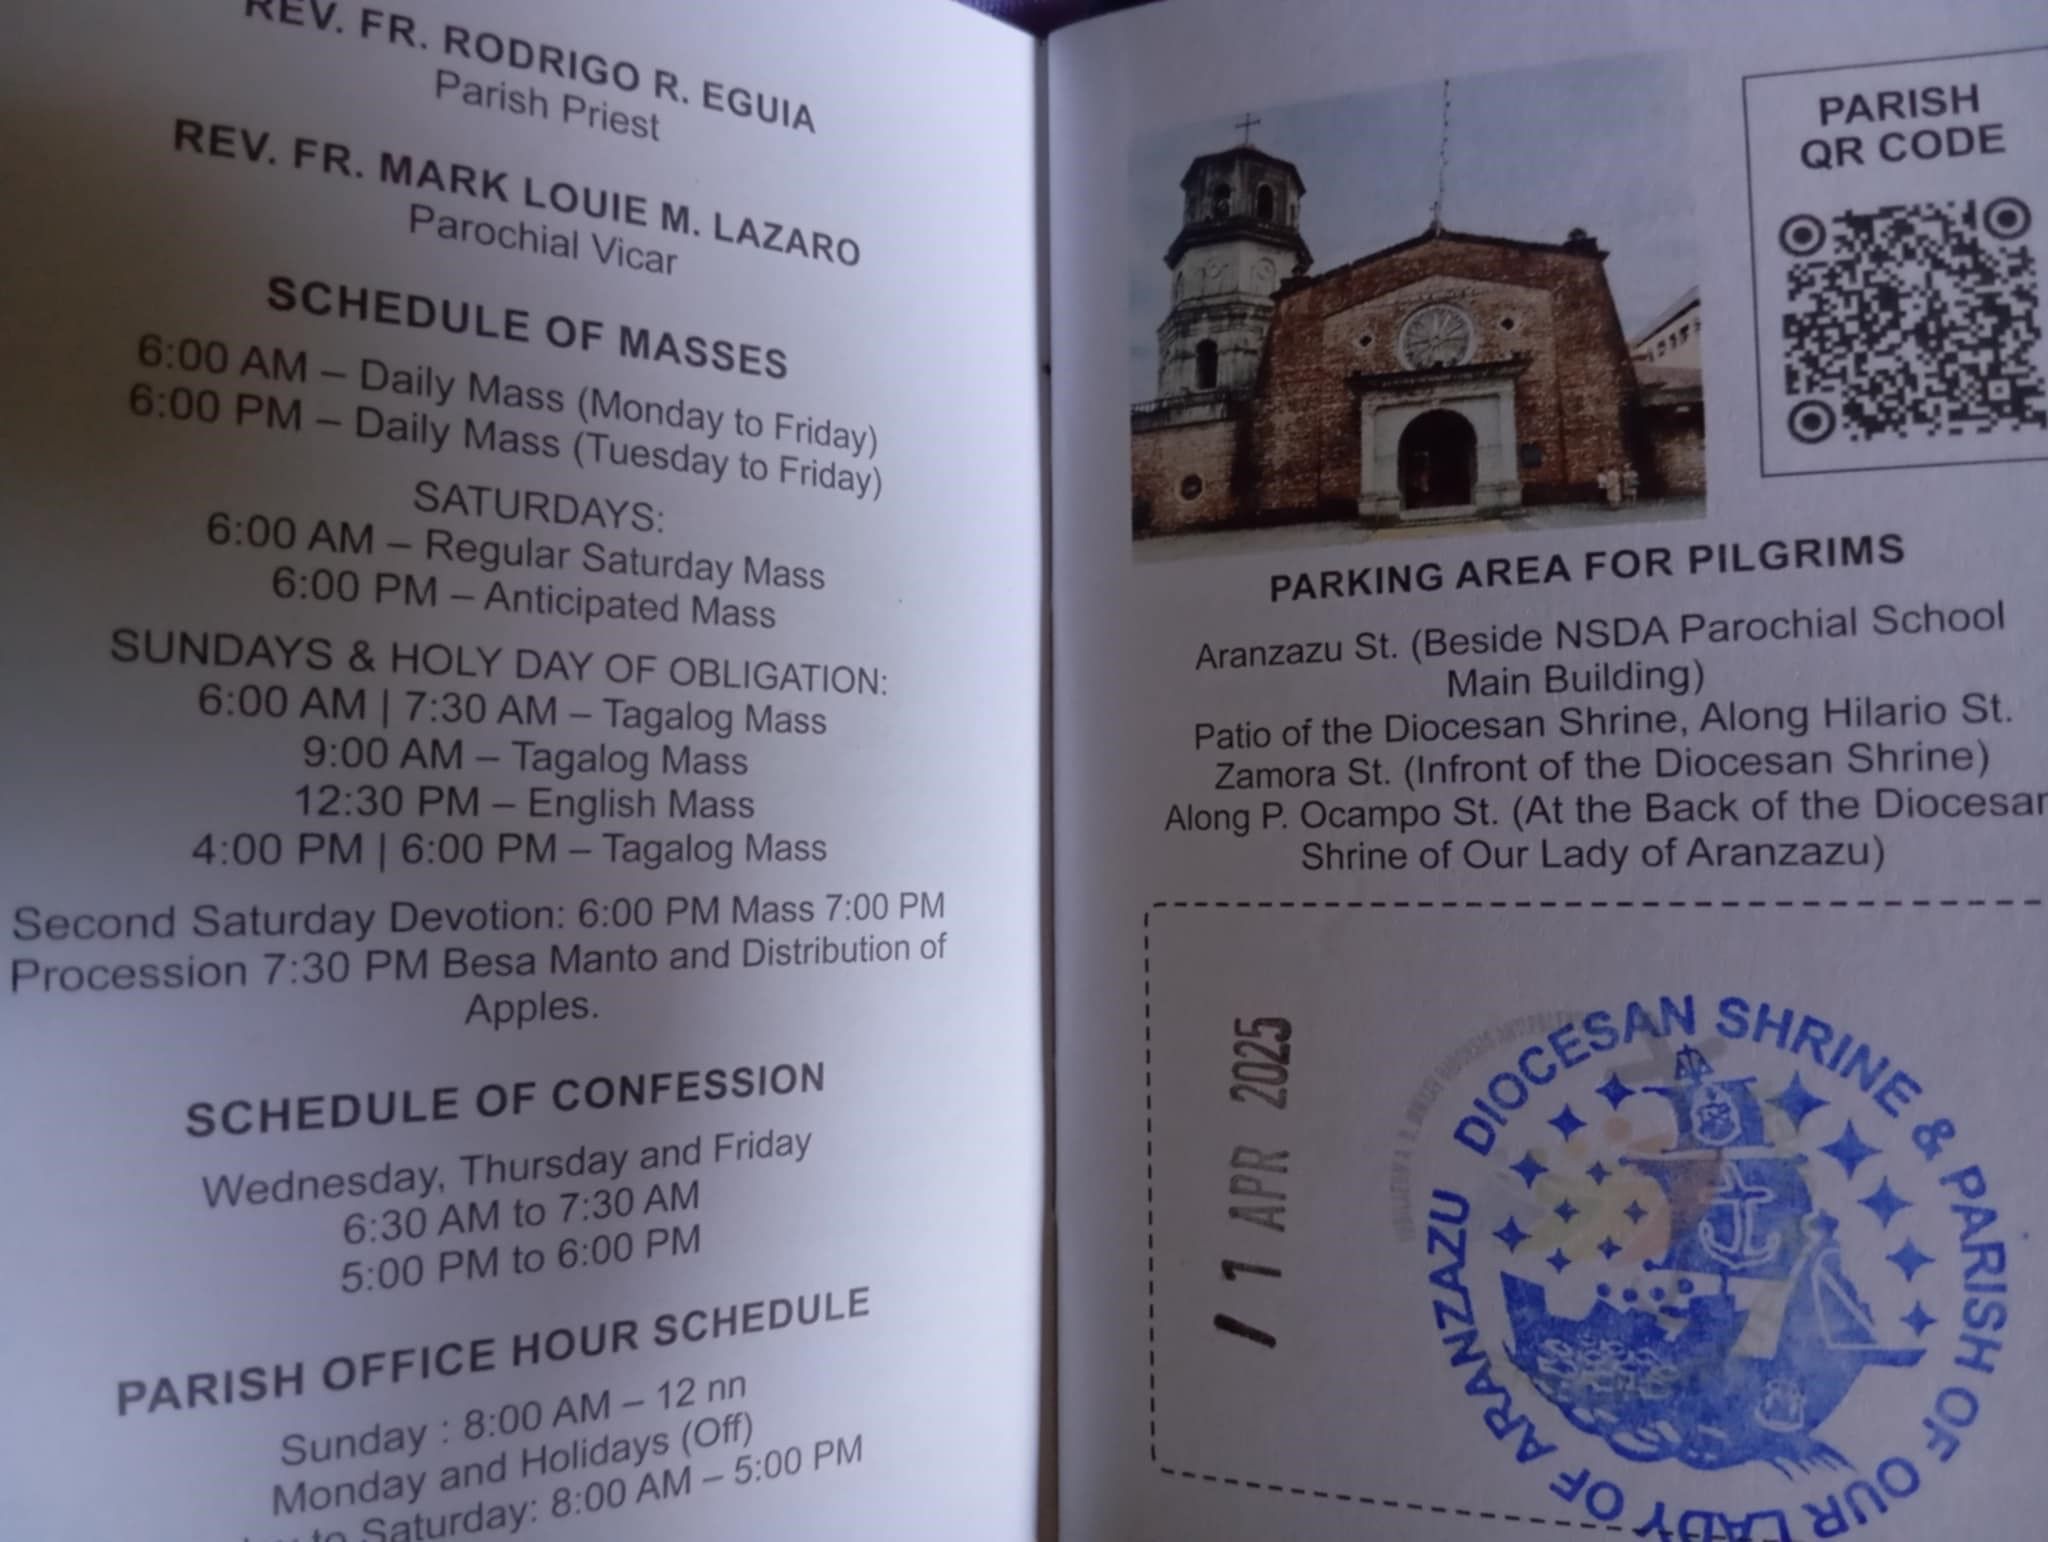 REV. FR. RODRIGO R. EGUIA
Parish Priest
REV. FR. MARK LOUIE M. LAZARO
Parochial Vicar
SCHEDULE OF MASSES
6:00 AM – Daily Mass (Monday to Friday)
6:00 PM – Daily Mass (Tuesday to Friday)
SATURDAYS:
6:00 AM – Regular Saturday Mass
6:00 PM – Anticipated Mass
SUNDAYS & HOLY DAY OF OBLIGATION:
6:00 AM | 7:30 AM – Tagalog Mass
9:00 AM – Tagalog Mass
12:30 PM – English Mass
4:00 PM | 6:00 PM – Tagalog Mass
Second Saturday Devotion: 6:00 PM Mass 7:00 PM
Procession 7:30 PM Besa Manto and Distribution of
Apples.
SCHEDULE OF CONFESSION
Wednesday, Thursday and Friday
6:30 AM to 7:30 AM
5:00 PM to 6:00 PM
PARISH OFFICE HOUR SCHEDULE
Sunday : 8:00 AM – 12 nn
Monday and Holidays (Off)
to Saturday: 8:00 AM – 5:00 PM
PARISH
QR CODE
PARKING AREA FOR PILGRIMS
Aranzazu St. (Beside NSDA Parochial School
Main Building)
Patio of the Diocesan Shrine, Along Hilario St.
Zamora St. (Infront of the Diocesan Shrine)
Along P. Ocampo St. (At the Back of the Diocesan
Shrine of Our Lady of Aranzazu)
APR 2025
DIOCESAN SHRINE & PARISH OF OUR LADY OF ARANZAZU